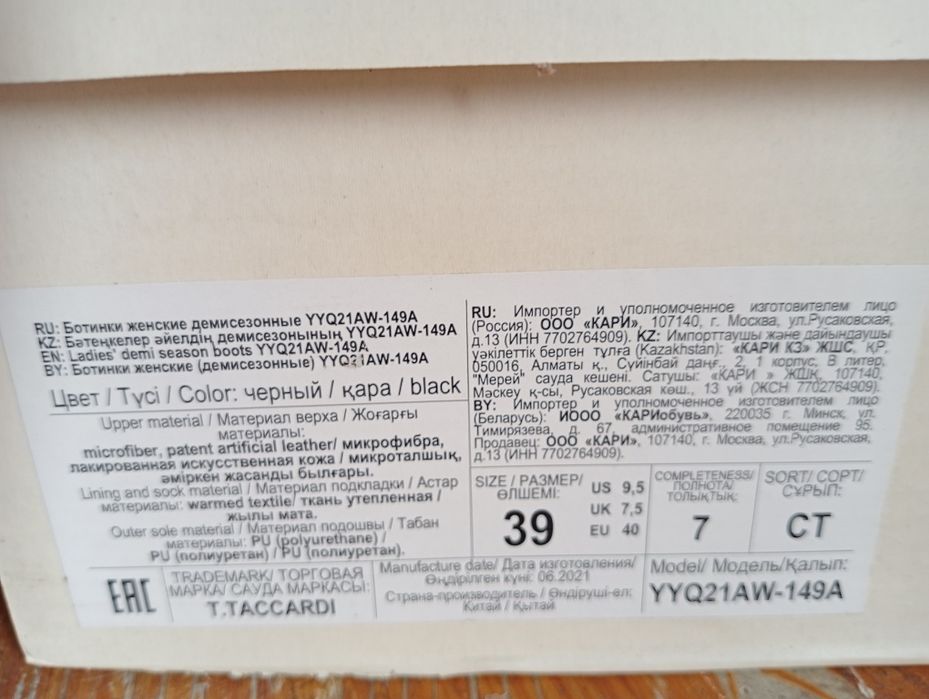 RU: Ботинки женские демисезонные YYQ21AW-149A
KZ: Бәтеңкелер әйелдің демисезонының YYQ21AW-149A
EN: Ladies' demi season boots YYQ21AW-149A
BY: Ботинки женские (демисезонные) YYQ21AW-149A
Цвет / Түсі / Color: черный / қара / black
Upper material / Материал верха / Жоғарғы
материалы:
microfiber, patent artificial leather/ микрофибра,
лакированная искусственная кожа / микроталшық,
әміркен жасанды былғары.
Lining and sock material / Материал подкладки / Астар
материалы: warmed textile/ ткань утепленная /
жылы мата.
Outer sole material / Материал подошвы / Табан
материалы: PU (polyurethane) /
PU (полиуретан) / PU (полиуретан).
RU: Импортер и уполномоченное изготовителем лицо
(Россия): ООО «КАРИ», 107140, г. Москва, ул.Русаковская,
д.13 (ИНН 7702764909). KZ: Импорттаушы және дайындаушы
уәкілеттік берген тұлға (Kazakhstan): «КАРИ КЗ» ЖШС, ҚР,
050016, Алматы қ., Сүйінбай даңғ., 2, 1 корпус, В литер,
"Мерей" сауда кешені. Сатушы: «КАРИ » ЖШҚ, 107140,
Мәскеу қ-сы, Русаковская көш., 13 үй (ЖСН 7702764909).
BY: Импортер и уполномоченное изготовителем лицо
(Беларусь): ИООО «КАРИобувь», 220035 г. Минск, ул.
Тимирязева, д. 67, административное помещение 95.
Продавец: ООО «КАРИ», 107140, г. Москва, ул.Русаковская,
д.13 (ИНН 7702764909).
SIZE / РАЗМЕР/
ӨЛШЕМІ:
39
US 9,5
UK 7,5
EU 40
COMPLETENESS/
ПОЛНОТА/
ТОЛЫҚТЫҚ:
7
SORT/ СОРТ/
СҰРЫП:
СТ
EAC
TRADEMARK/ ТОРГОВАЯ
МАРКА/ САУДА МАРКАСЫ:
T.TACCARDI
Manufacture date/ Дата изготовления/
Өндірілген күні: 06.2021
Страна-производитель / Өндіруші-ел:
Китай / Қытай
Model/ Модель/Қалып:
YYQ21AW-149A